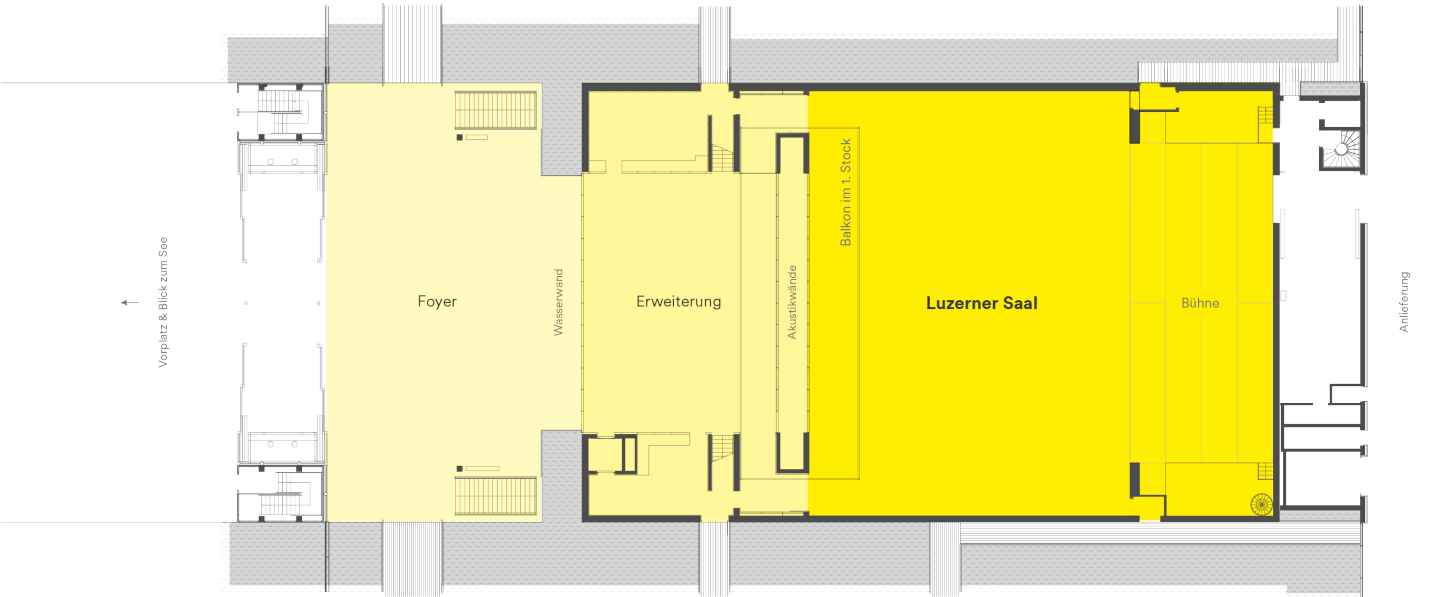 Vorplatz & Blick zum See
Foyer
Wasserwand
Erweiterung
Akustikwände
Balkon im 1. Stock
Luzerner Saal
Bühne
Anlieferung